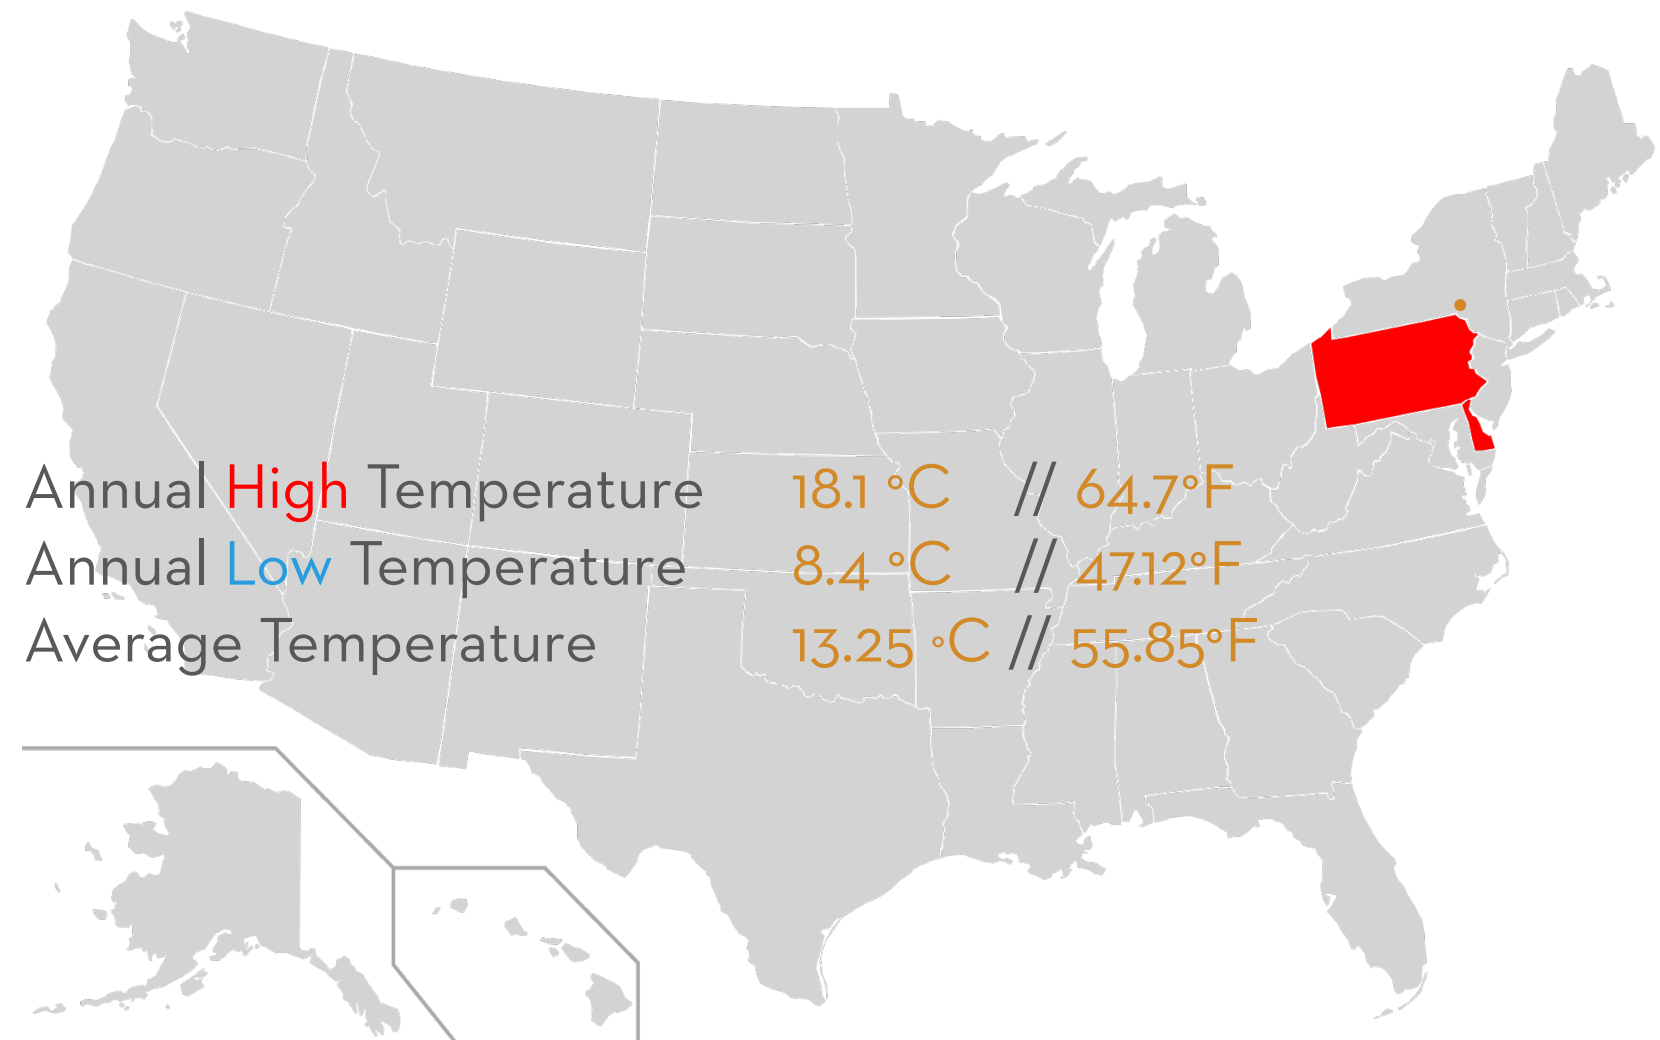 Annual High Temperature 18.1 °C // 64.7°F
Annual Low Temperature 8.4 °C // 47.12°F
Average Temperature 13.25 °C // 55.85°F